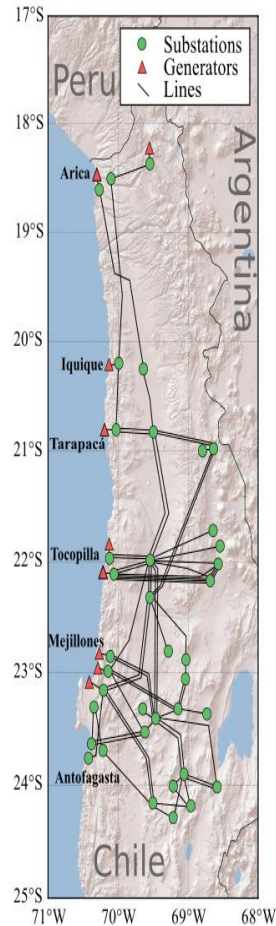 17°S
Substations
Generators
Lines
Peru
18°S
Argentina
Arica
19°S
20°S
Iquique
Tarapacá
21°S
Tocopilla
22°S
Mejillones
23°S
24°S
Antofagasta
Chile
25°S
71°W 70°W 69°W 68°W